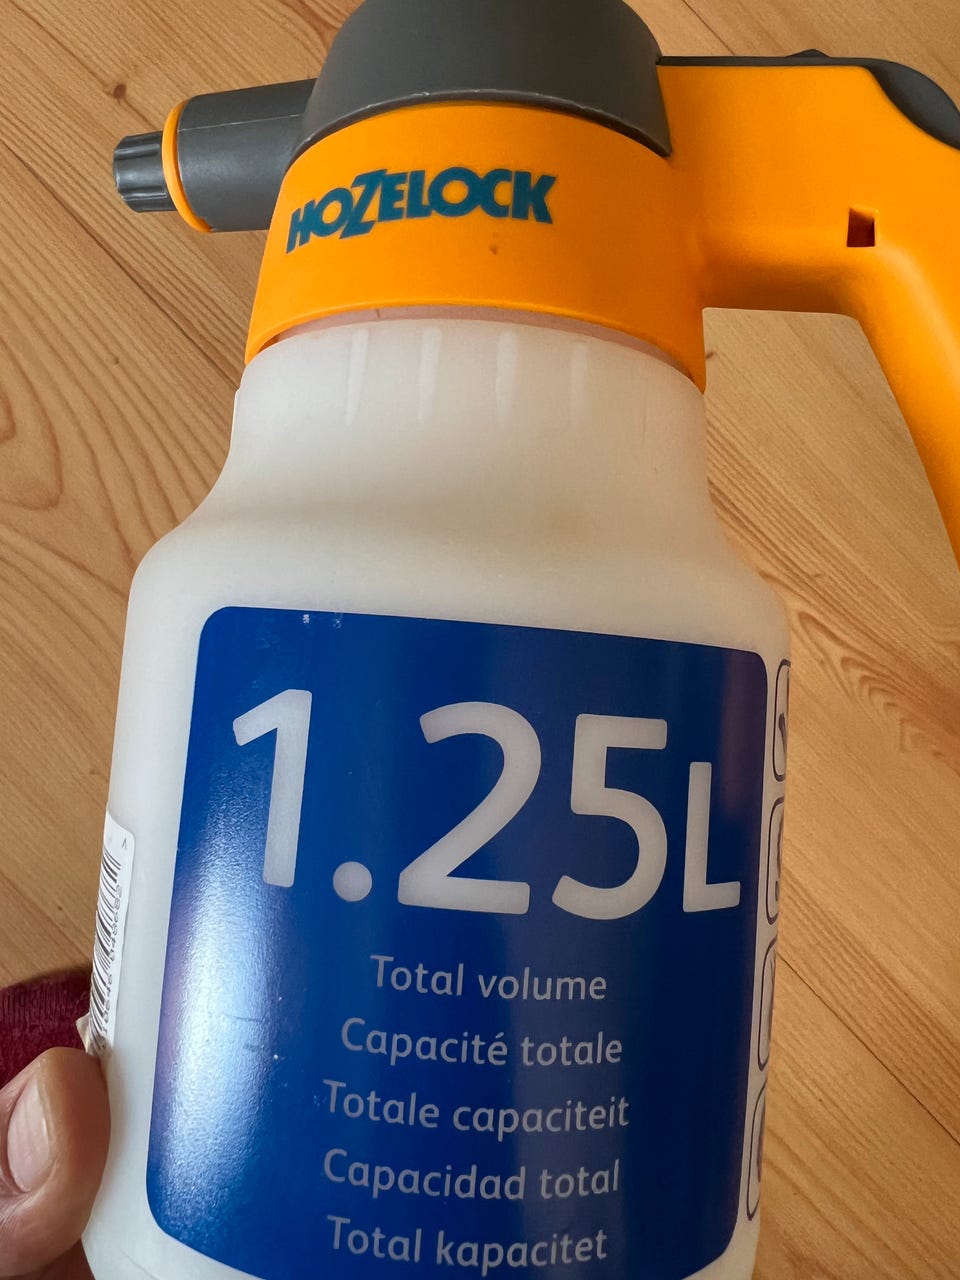 HOZELOCK
1.25L
Total volume
Capacité totale
Totale capaciteit
Capacidad total
Total kapacitet